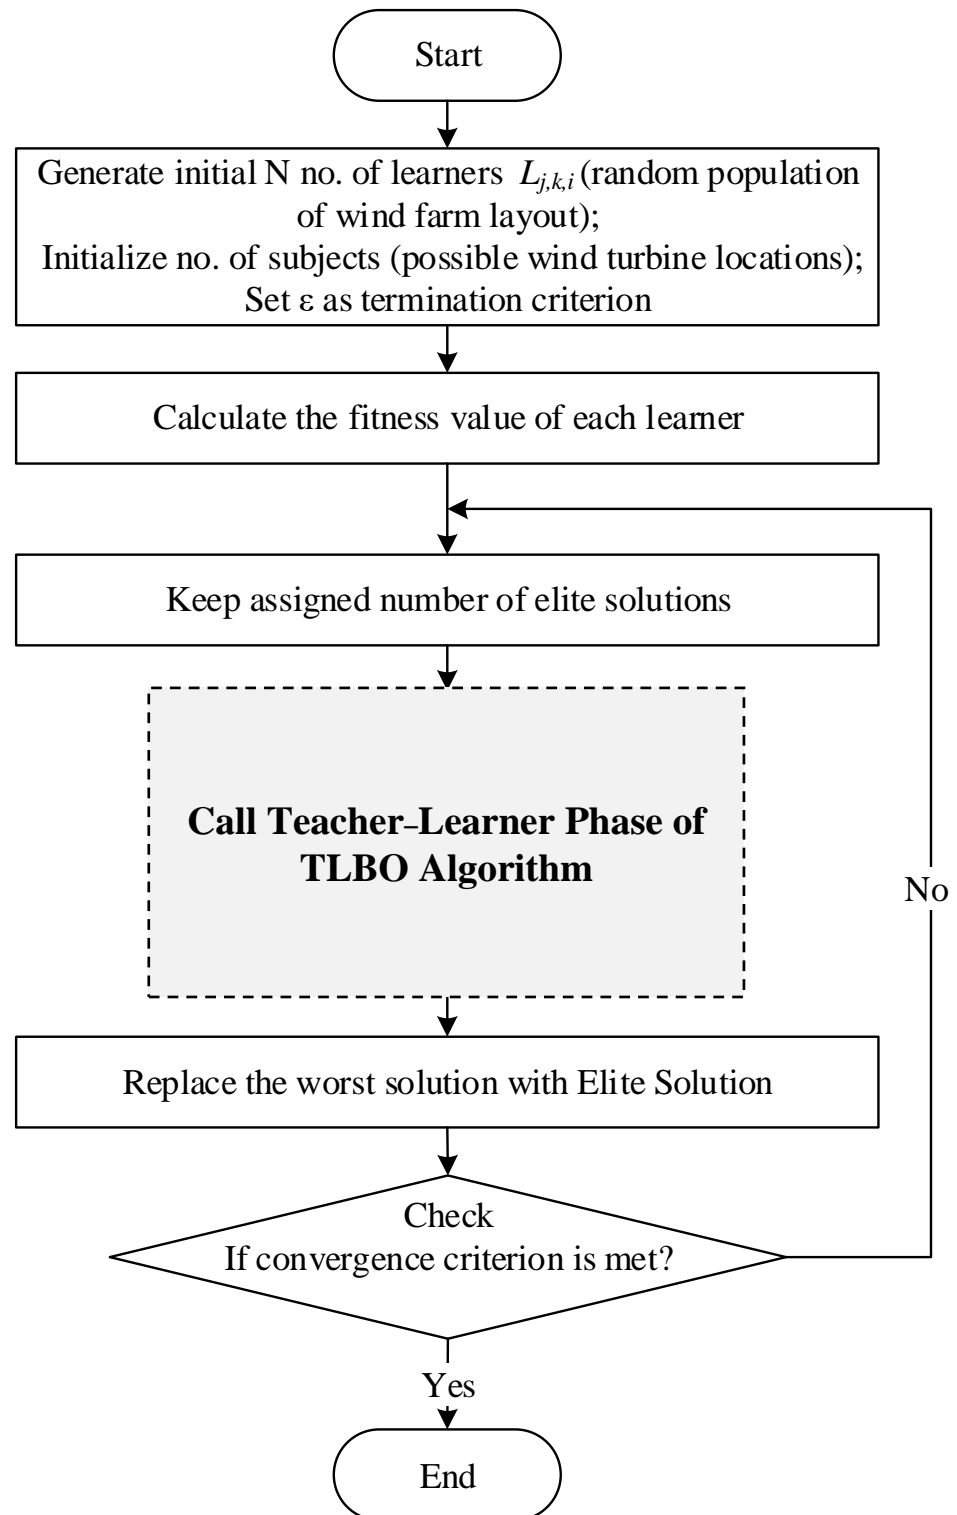 Start
Generate initial N no. of learners L_{j,k,i} (random population
of wind farm layout);
Initialize no. of subjects (possible wind turbine locations);
Set ε as termination criterion
Calculate the fitness value of each learner
Keep assigned number of elite solutions
Call Teacher–Learner Phase of
TLBO Algorithm
No
Replace the worst solution with Elite Solution
Check
If convergence criterion is met?
Yes
End